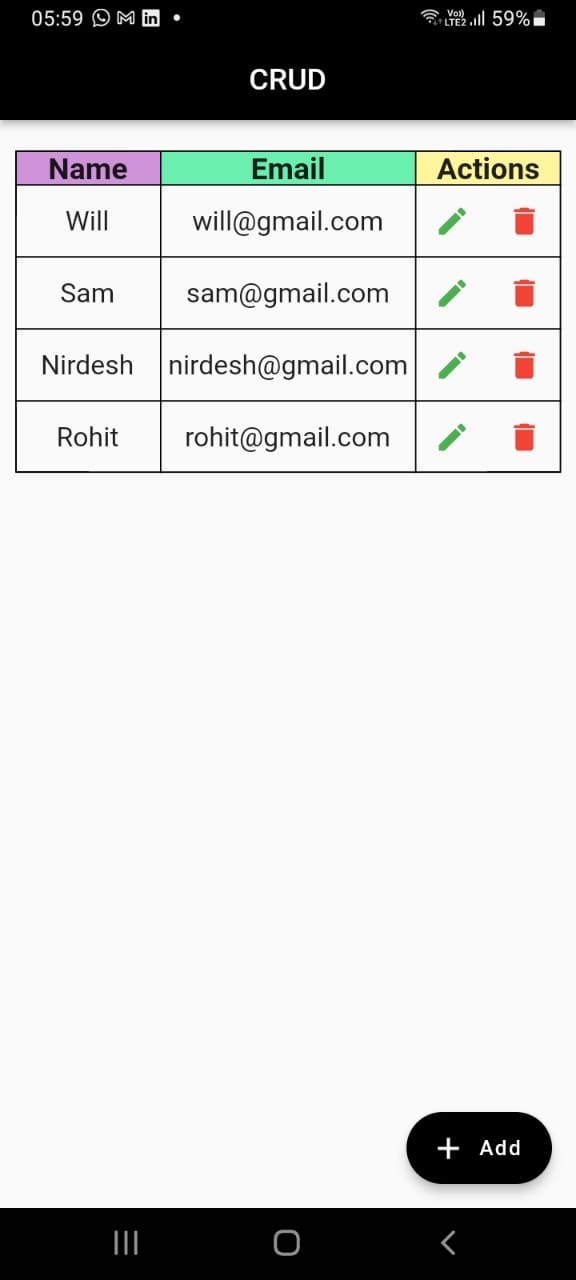 05:59 in Vo)) LTE2 59%
CRUD
Name Email Actions
Will will@gmail.com
Sam sam@gmail.com
Nirdesh nirdesh@gmail.com
Rohit rohit@gmail.com
+ Add